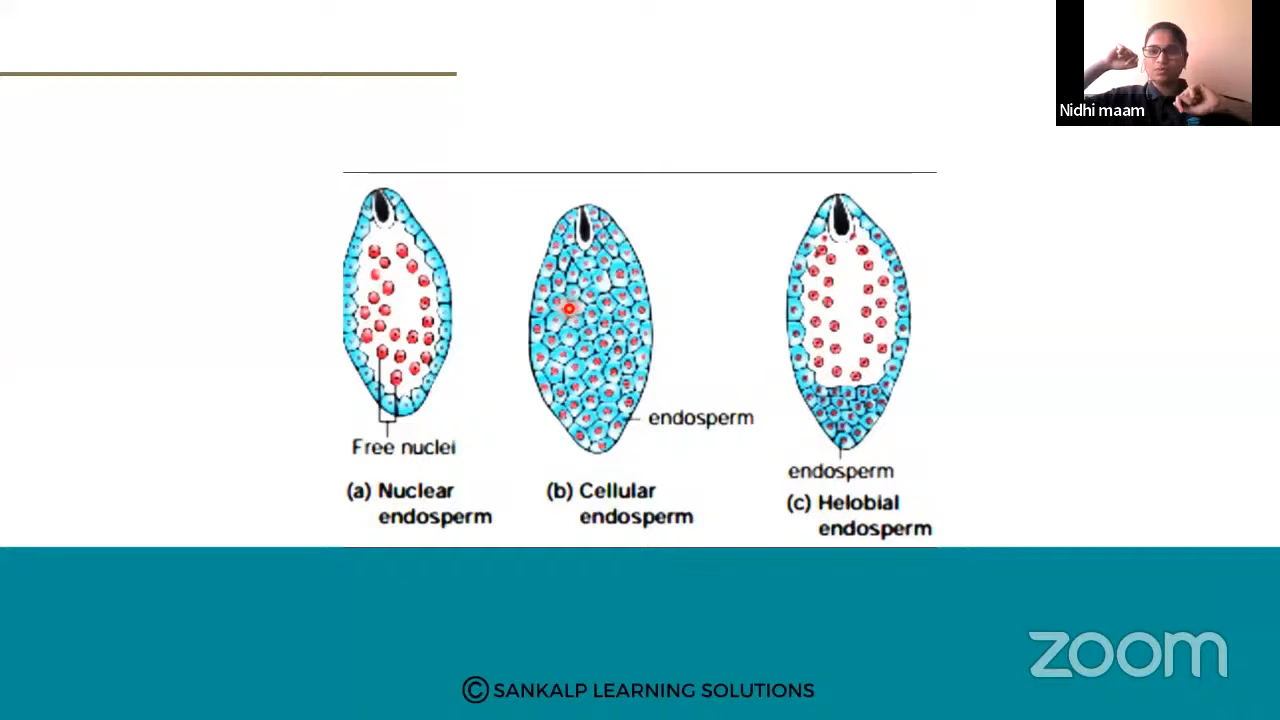 Nidhi maam
endosperm
Free nuclei
endosperm
(a) Nuclear
endosperm
(b) Cellular
endosperm
(c) Helobial
endosperm
zoom
© SANKALP LEARNING SOLUTIONS